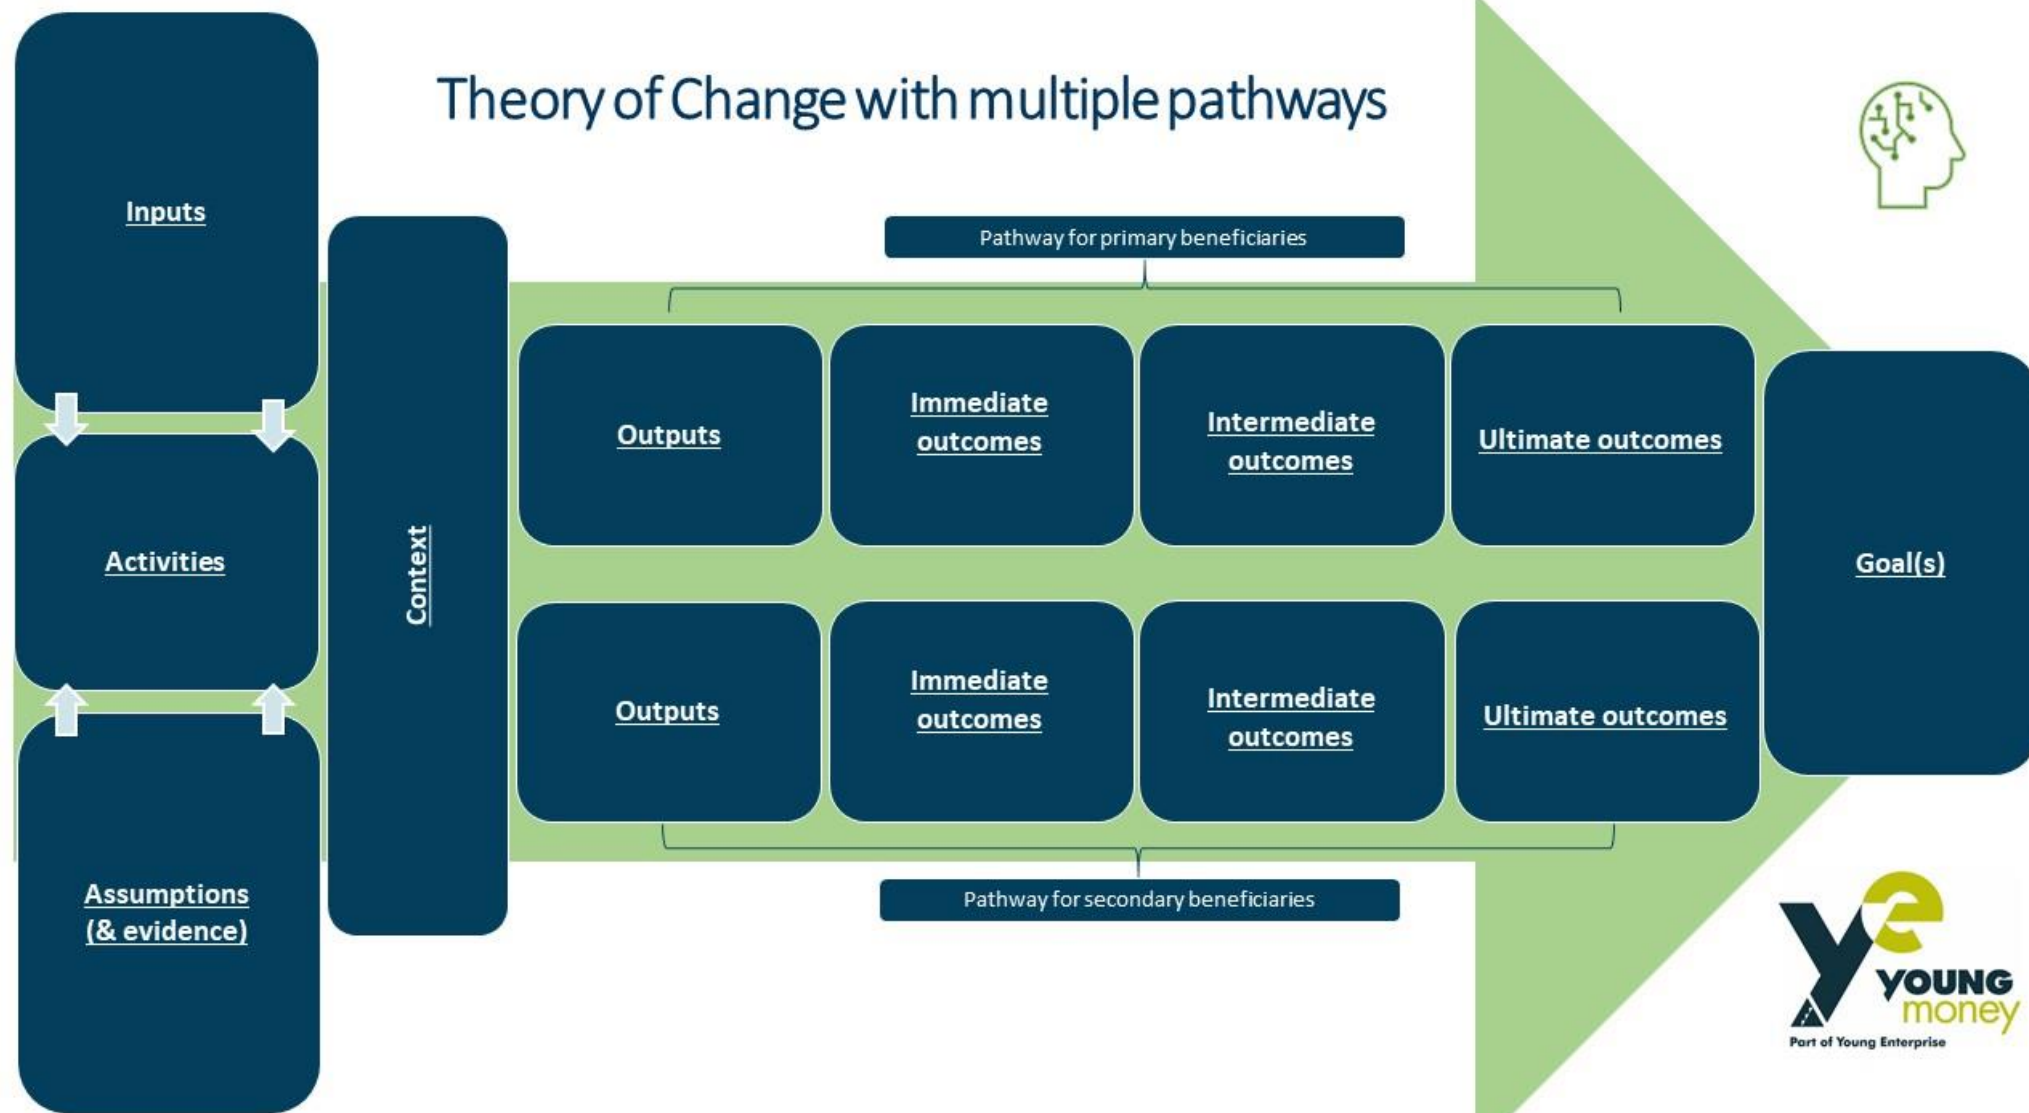 Theory of Change with multiple pathways
Inputs
Activities
Assumptions
(& evidence)
Context
Pathway for primary beneficiaries
Outputs
Immediate
outcomes
Intermediate
outcomes
Ultimate outcomes
Outputs
Immediate
outcomes
Intermediate
outcomes
Ultimate outcomes
Pathway for secondary beneficiaries
Goal(s)
ye
YOUNG
money
Part of Young Enterprise